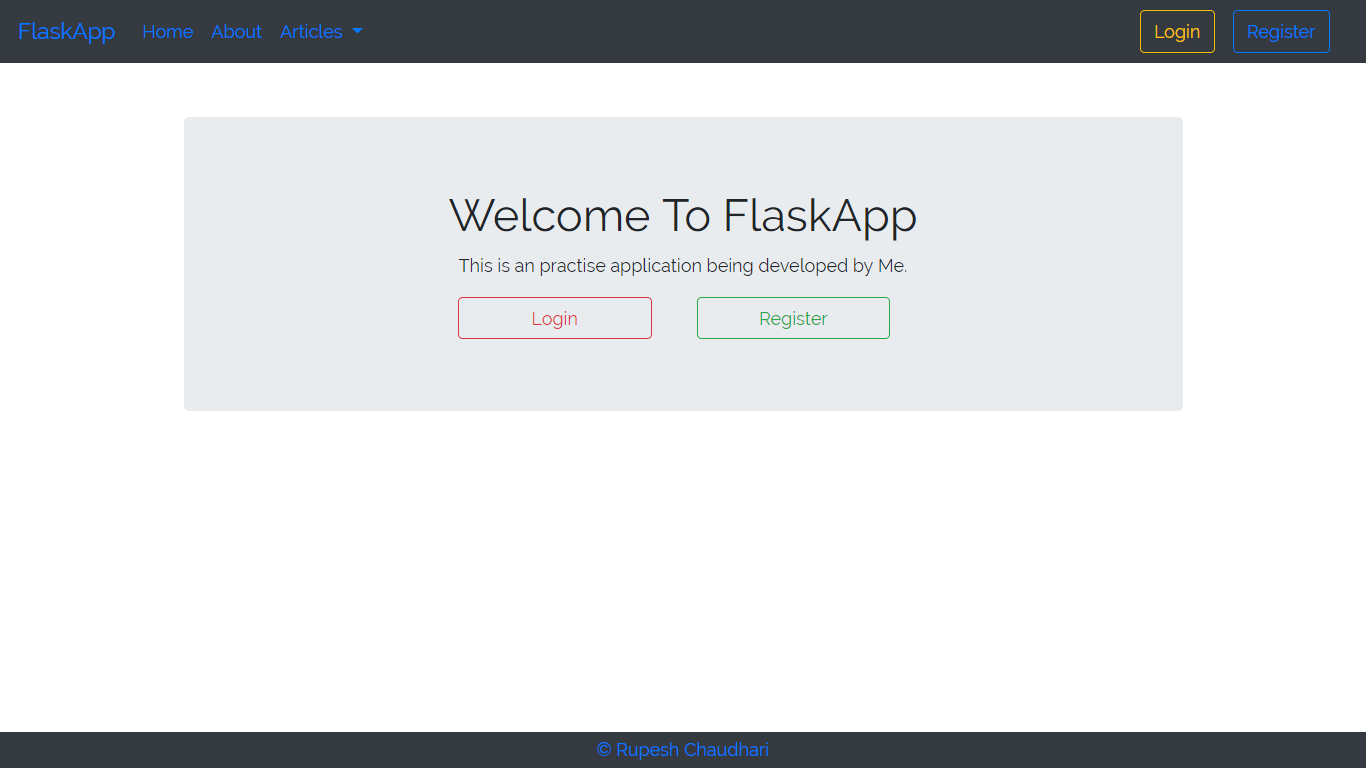 FlaskApp Home About Articles Login Register
Welcome To FlaskApp
This is an practise application being developed by Me.
Login Register
© Rupesh Chaudhari